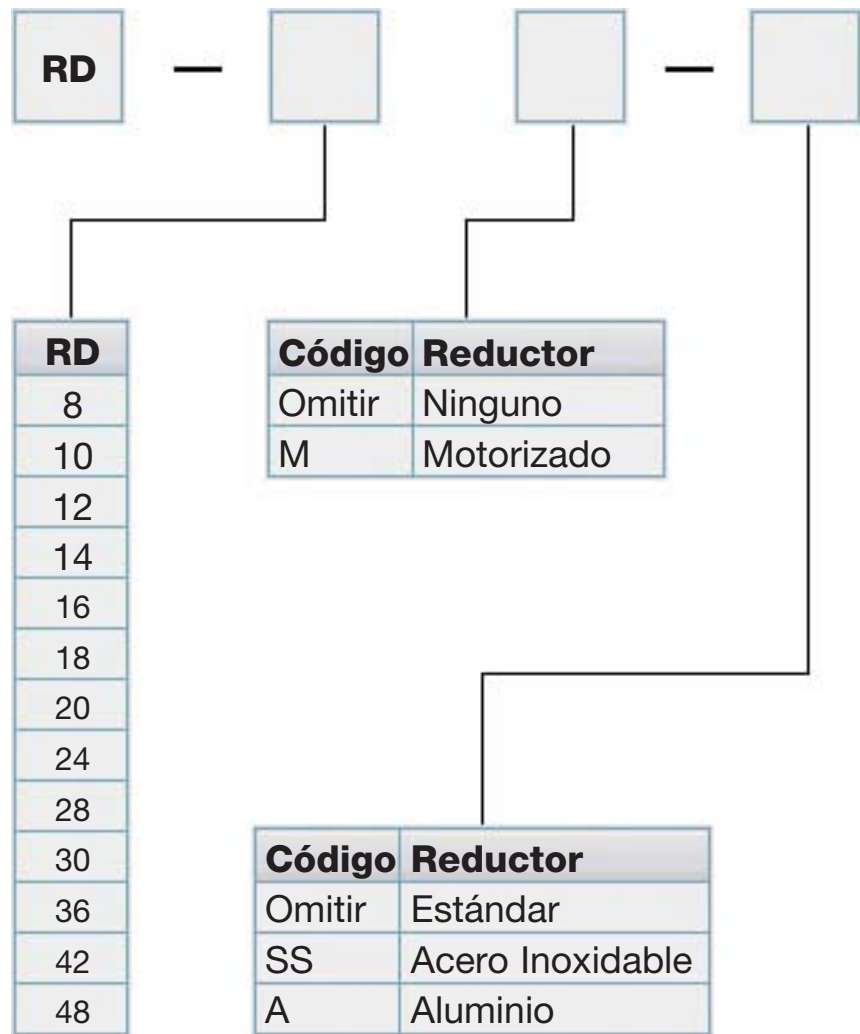 RD — —
RD
8
10
12
14
16
18
20
24
28
30
36
42
48
Código Reductor
Omitir Ninguno
M Motorizado
Código Reductor
Omitir Estándar
SS Acero Inoxidable
A Aluminio